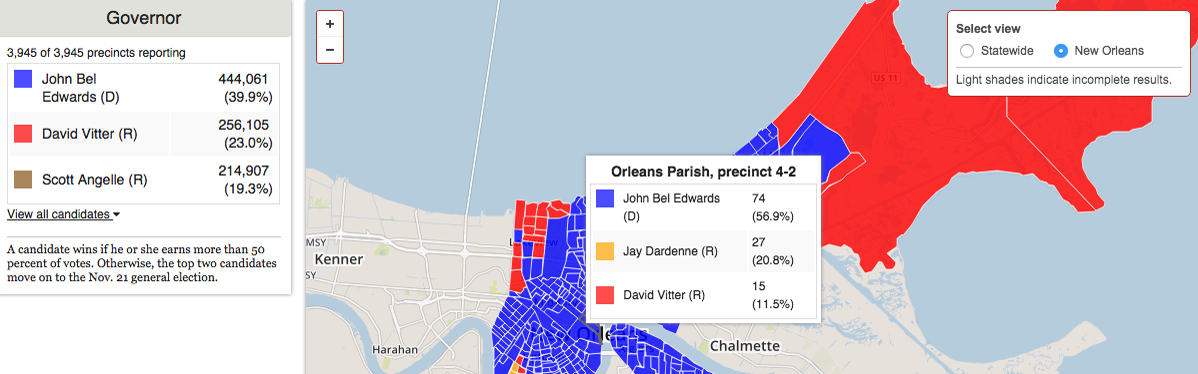 Governor
3,945 of 3,945 precincts reporting
John Bel
Edwards (D)
444,061
(39.9%)
David Vitter (R)
256,105
(23.0%)
Scott Angelle (R)
214,907
(19.3%)
View all candidates
A candidate wins if he or she earns more than 50
percent of votes. Otherwise, the top two candidates
move on to the Nov. 21 general election.
+
−
Select view
Statewide
New Orleans
Light shades indicate incomplete results.
US 11
Orleans Parish, precinct 4-2
John Bel Edwards
(D)
74
(56.9%)
Jay Dardenne (R)
27
(20.8%)
David Vitter (R)
15
(11.5%)
MSY
Kenner
SY
Harahan
Chalmette